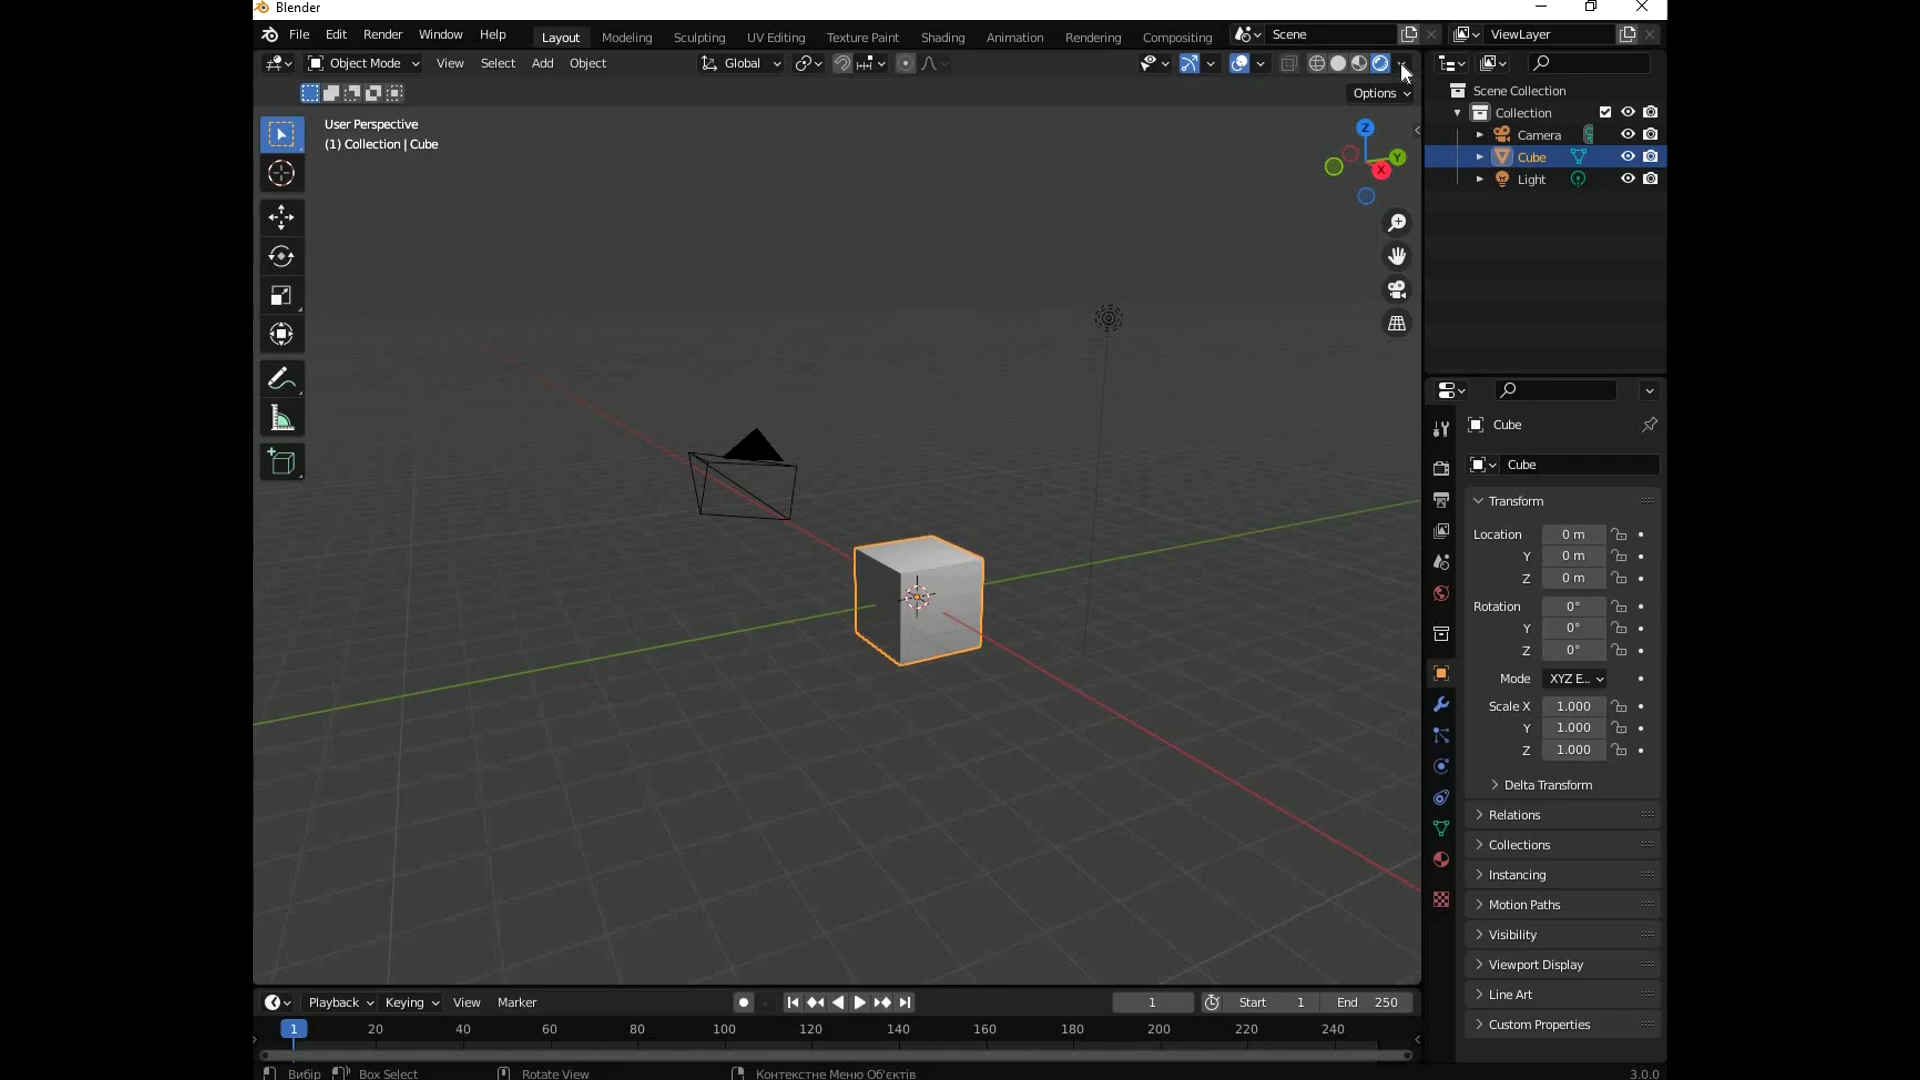 Blender
File Edit Render Window Help Layout Modeling Sculpting UV Editing Texture Paint Shading Animation Rendering Compositing Scene ViewLayer
Object Mode View Select Add Object Global
Options
User Perspective
(1) Collection | Cube
Z
Y
X
Scene Collection
Collection
Camera
Cube
Light
Cube
Cube
Transform
Location 0 m
Y 0 m
Z 0 m
Rotation 0°
Y 0°
Z 0°
Mode XYZ E...
Scale X 1.000
Y 1.000
Z 1.000
Delta Transform
Relations
Collections
Instancing
Motion Paths
Visibility
Viewport Display
Line Art
Custom Properties
Playback Keying View Marker 1 Start 1 End 250
1 20 40 60 80 100 120 140 160 180 200 220 240
Вибір Box Select Rotate View Контекстне Меню Об'єктів 3.0.0